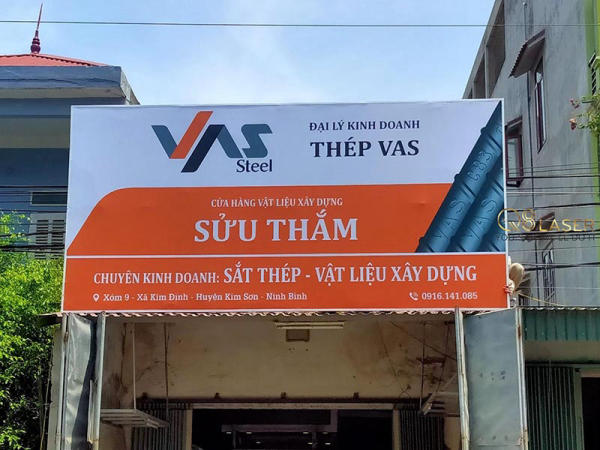 VAS
Steel
ĐẠI LÝ KINH DOANH
THÉP VAS
CỬA HÀNG VẬT LIỆU XÂY DỰNG
SỬU THẮM
CHUYÊN KINH DOANH: SẮT THÉP - VẬT LIỆU XÂY DỰNG
Xóm 9 - Xã Kim Định - Huyện Kim Sơn - Ninh Bình
0916.141.085
LASER